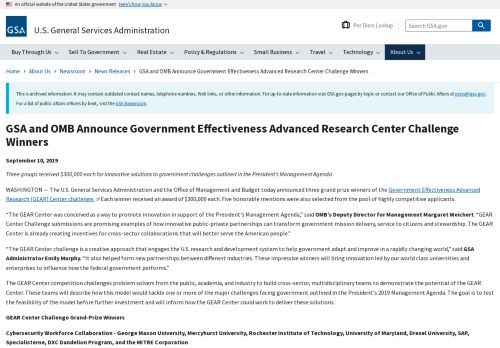 An official website of the United States government Here's how you know
GSA
U.S. General Services Administration
Per Diem Lookup
Search GSA.gov
Buy Through Us Sell To Government Real Estate Policy & Regulations Small Business Travel Technology About Us
Home › About Us › Newsroom › News Releases › GSA and OMB Announce Government Effectiveness Advanced Research Center Challenge Winners
This is archived information. It may contain outdated contact names, telephone numbers, Web links, or other information. For up-to-date information visit GSA.gov pages by topic or contact our Office of Public Affairs at press@gsa.gov.
For a list of public affairs officers by beat, visit the GSA Newsroom.
GSA and OMB Announce Government Effectiveness Advanced Research Center Challenge
Winners
September 10, 2019
Three groups received $300,000 each for innovative solutions to government challenges outlined in the President's Management Agenda
WASHINGTON — The U.S. General Services Administration and the Office of Management and Budget today announced three grand prize winners of the Government Effectiveness Advanced
Research (GEAR) Center challenge. Each winner received an award of $300,000 each. Five honorable mentions were also selected from the pool of highly competitive applicants.
"The GEAR Center was conceived as a way to promote innovation in support of the President's Management Agenda," said OMB's Deputy Director for Management Margaret Weichert. "GEAR
Center Challenge submissions are promising examples of how innovative public-private partnerships can transform government mission delivery, service to citizens and stewardship. The GEAR
Center is already creating incentives for cross-sector collaborations that will better serve the American people."
"The GEAR Center challenge is a creative approach that engages the U.S. research and development system to help government adapt and improve in a rapidly changing world," said GSA
Administrator Emily Murphy. "It also helped form new partnerships between different industries. These impressive winners will bring innovation led by our world class universities and
enterprises to influence how the federal government performs."
The GEAR Center competition challenges problem solvers from the public, academia, and industry to build cross-sector, multidisciplinary teams to demonstrate the potential of the GEAR
Center. These teams will describe how this model would tackle one or more of the major challenges facing government outlined in the President's 2019 Management Agenda. The goal is to test
the feasibility of the model before further investment and will inform how the GEAR Center could work to deliver these solutions.
GEAR Center Challenge Grand-Prize Winners
Cybersecurity Workforce Collaboration - George Mason University, Mercyhurst University, Rochester Institute of Technology, University of Maryland, Drexel University, SAP,
Specialisterne, DXC Dandelion Program, and the MITRE Corporation